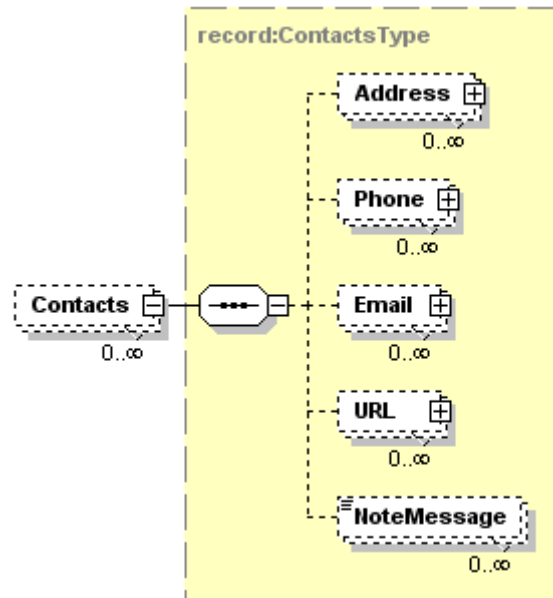 record:ContactsType
Address
0..∞
Phone
0..∞
Contacts
0..∞
Email
0..∞
URL
0..∞
NoteMessage
0..∞